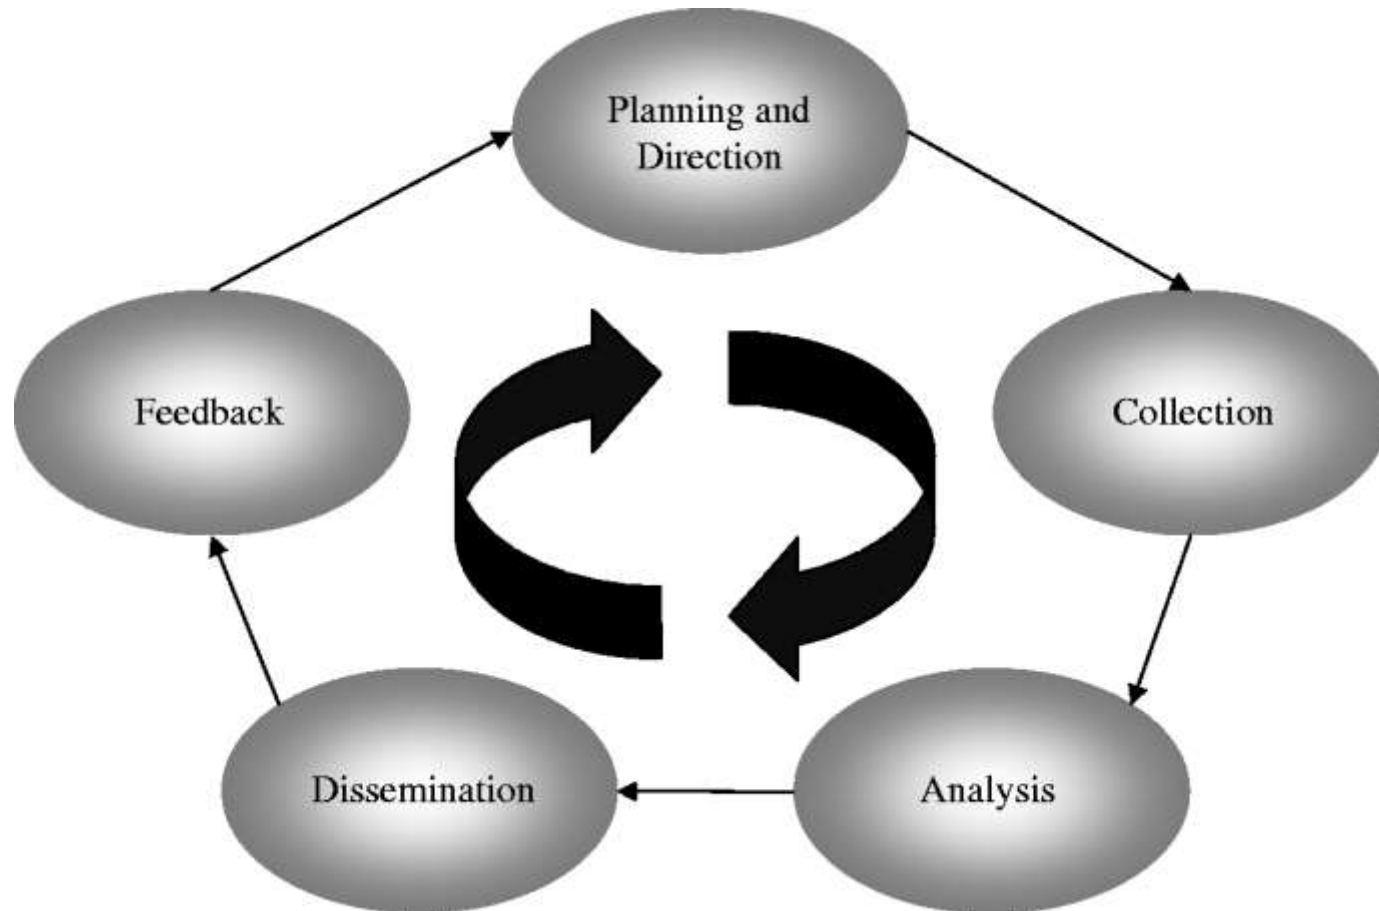 Planning and
Direction
Feedback
Collection
Dissemination
Analysis